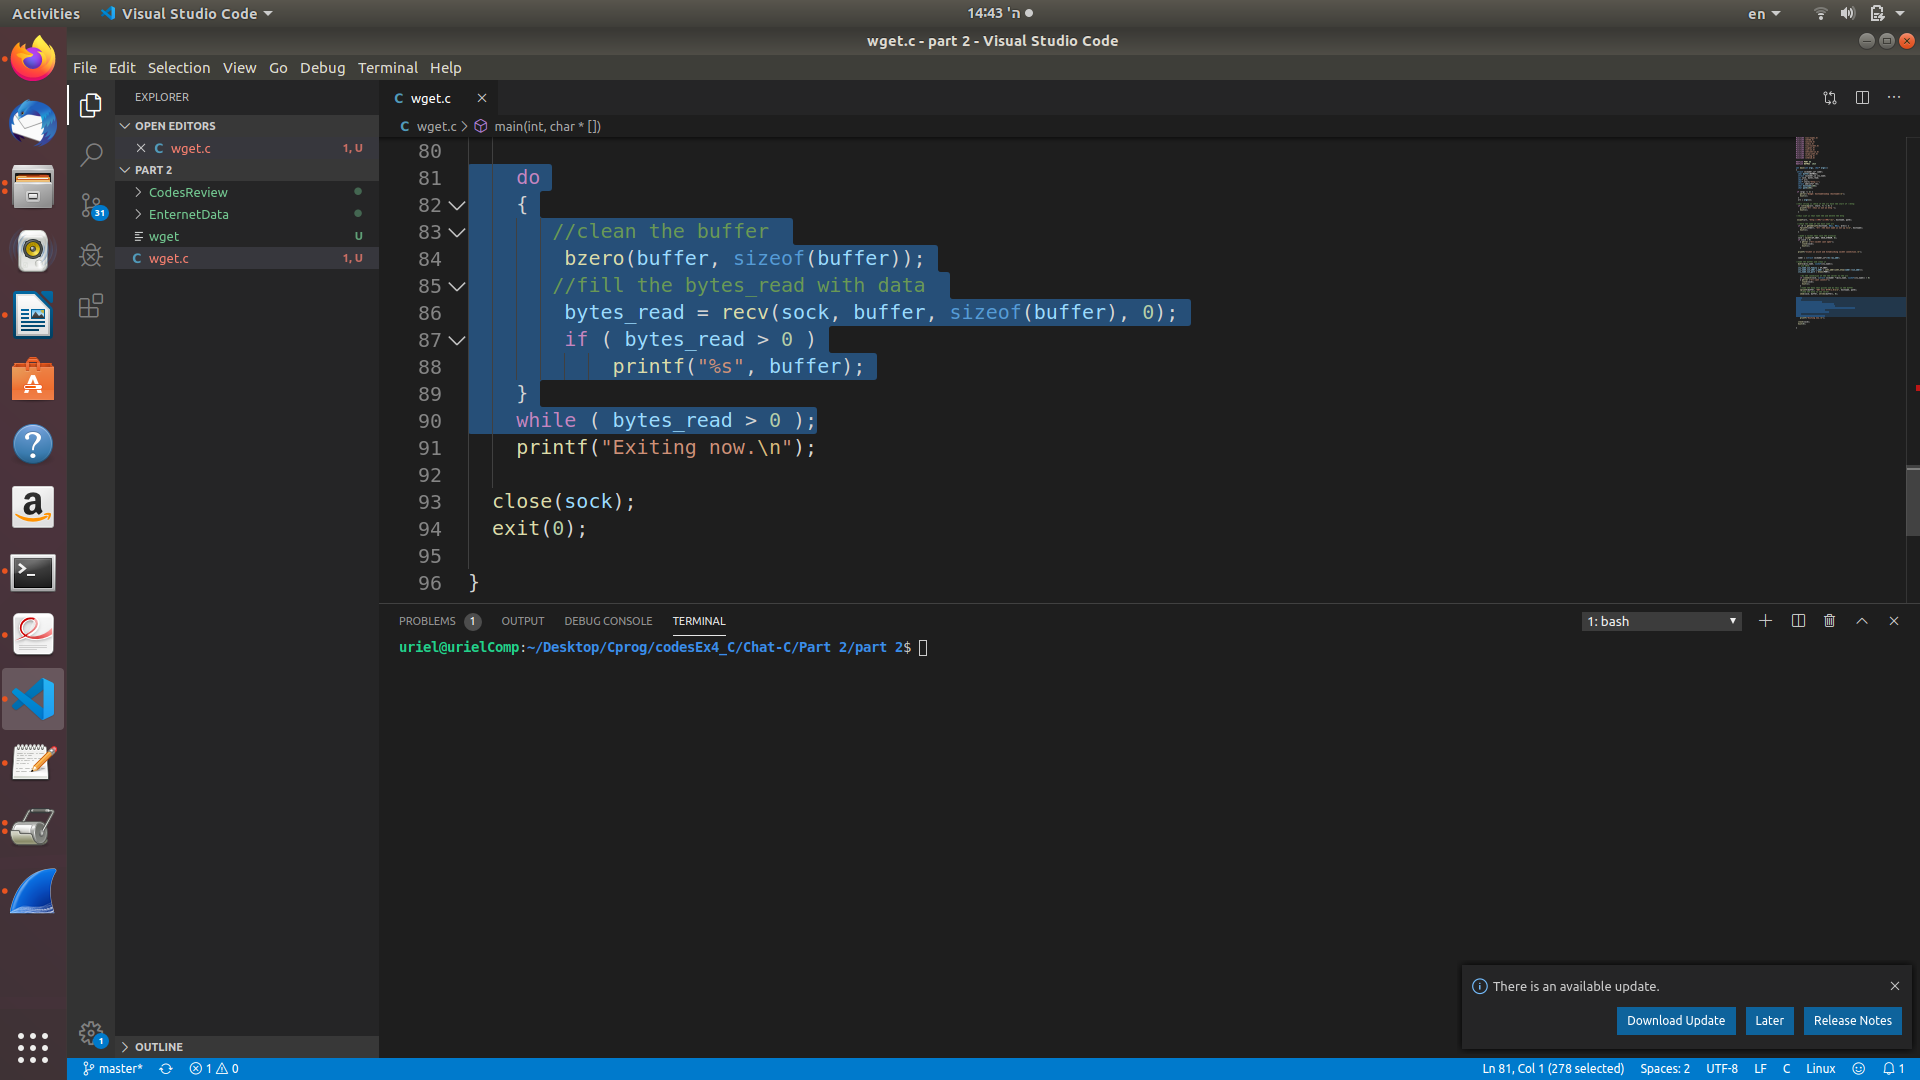 Activities
Visual Studio Code
14:43 'ה
en
wget.c - part 2 - Visual Studio Code
File Edit Selection View Go Debug Terminal Help
EXPLORER
OPEN EDITORS
C wget.c 1, U
PART 2
CodesReview
EnternetData
wget U
C wget.c 1, U
OUTLINE
31
1
C wget.c
C wget.c > main(int, char * [])
80
81 do
82 {
83 //clean the buffer
84 bzero(buffer, sizeof(buffer));
85 //fill the bytes_read with data
86 bytes_read = recv(sock, buffer, sizeof(buffer), 0);
87 if ( bytes_read > 0 )
88 printf("%s", buffer);
89 }
90 while ( bytes_read > 0 );
91 printf("Exiting now.\n");
92
93 close(sock);
94 exit(0);
95
96 }
PROBLEMS 1 OUTPUT DEBUG CONSOLE TERMINAL
1: bash
uriel@urielComp:~/Desktop/Cprog/codesEx4_C/Chat-C/Part 2/part 2$
There is an available update.
Download Update Later Release Notes
master* 1 0
Ln 81, Col 1 (278 selected) Spaces: 2 UTF-8 LF C Linux 1